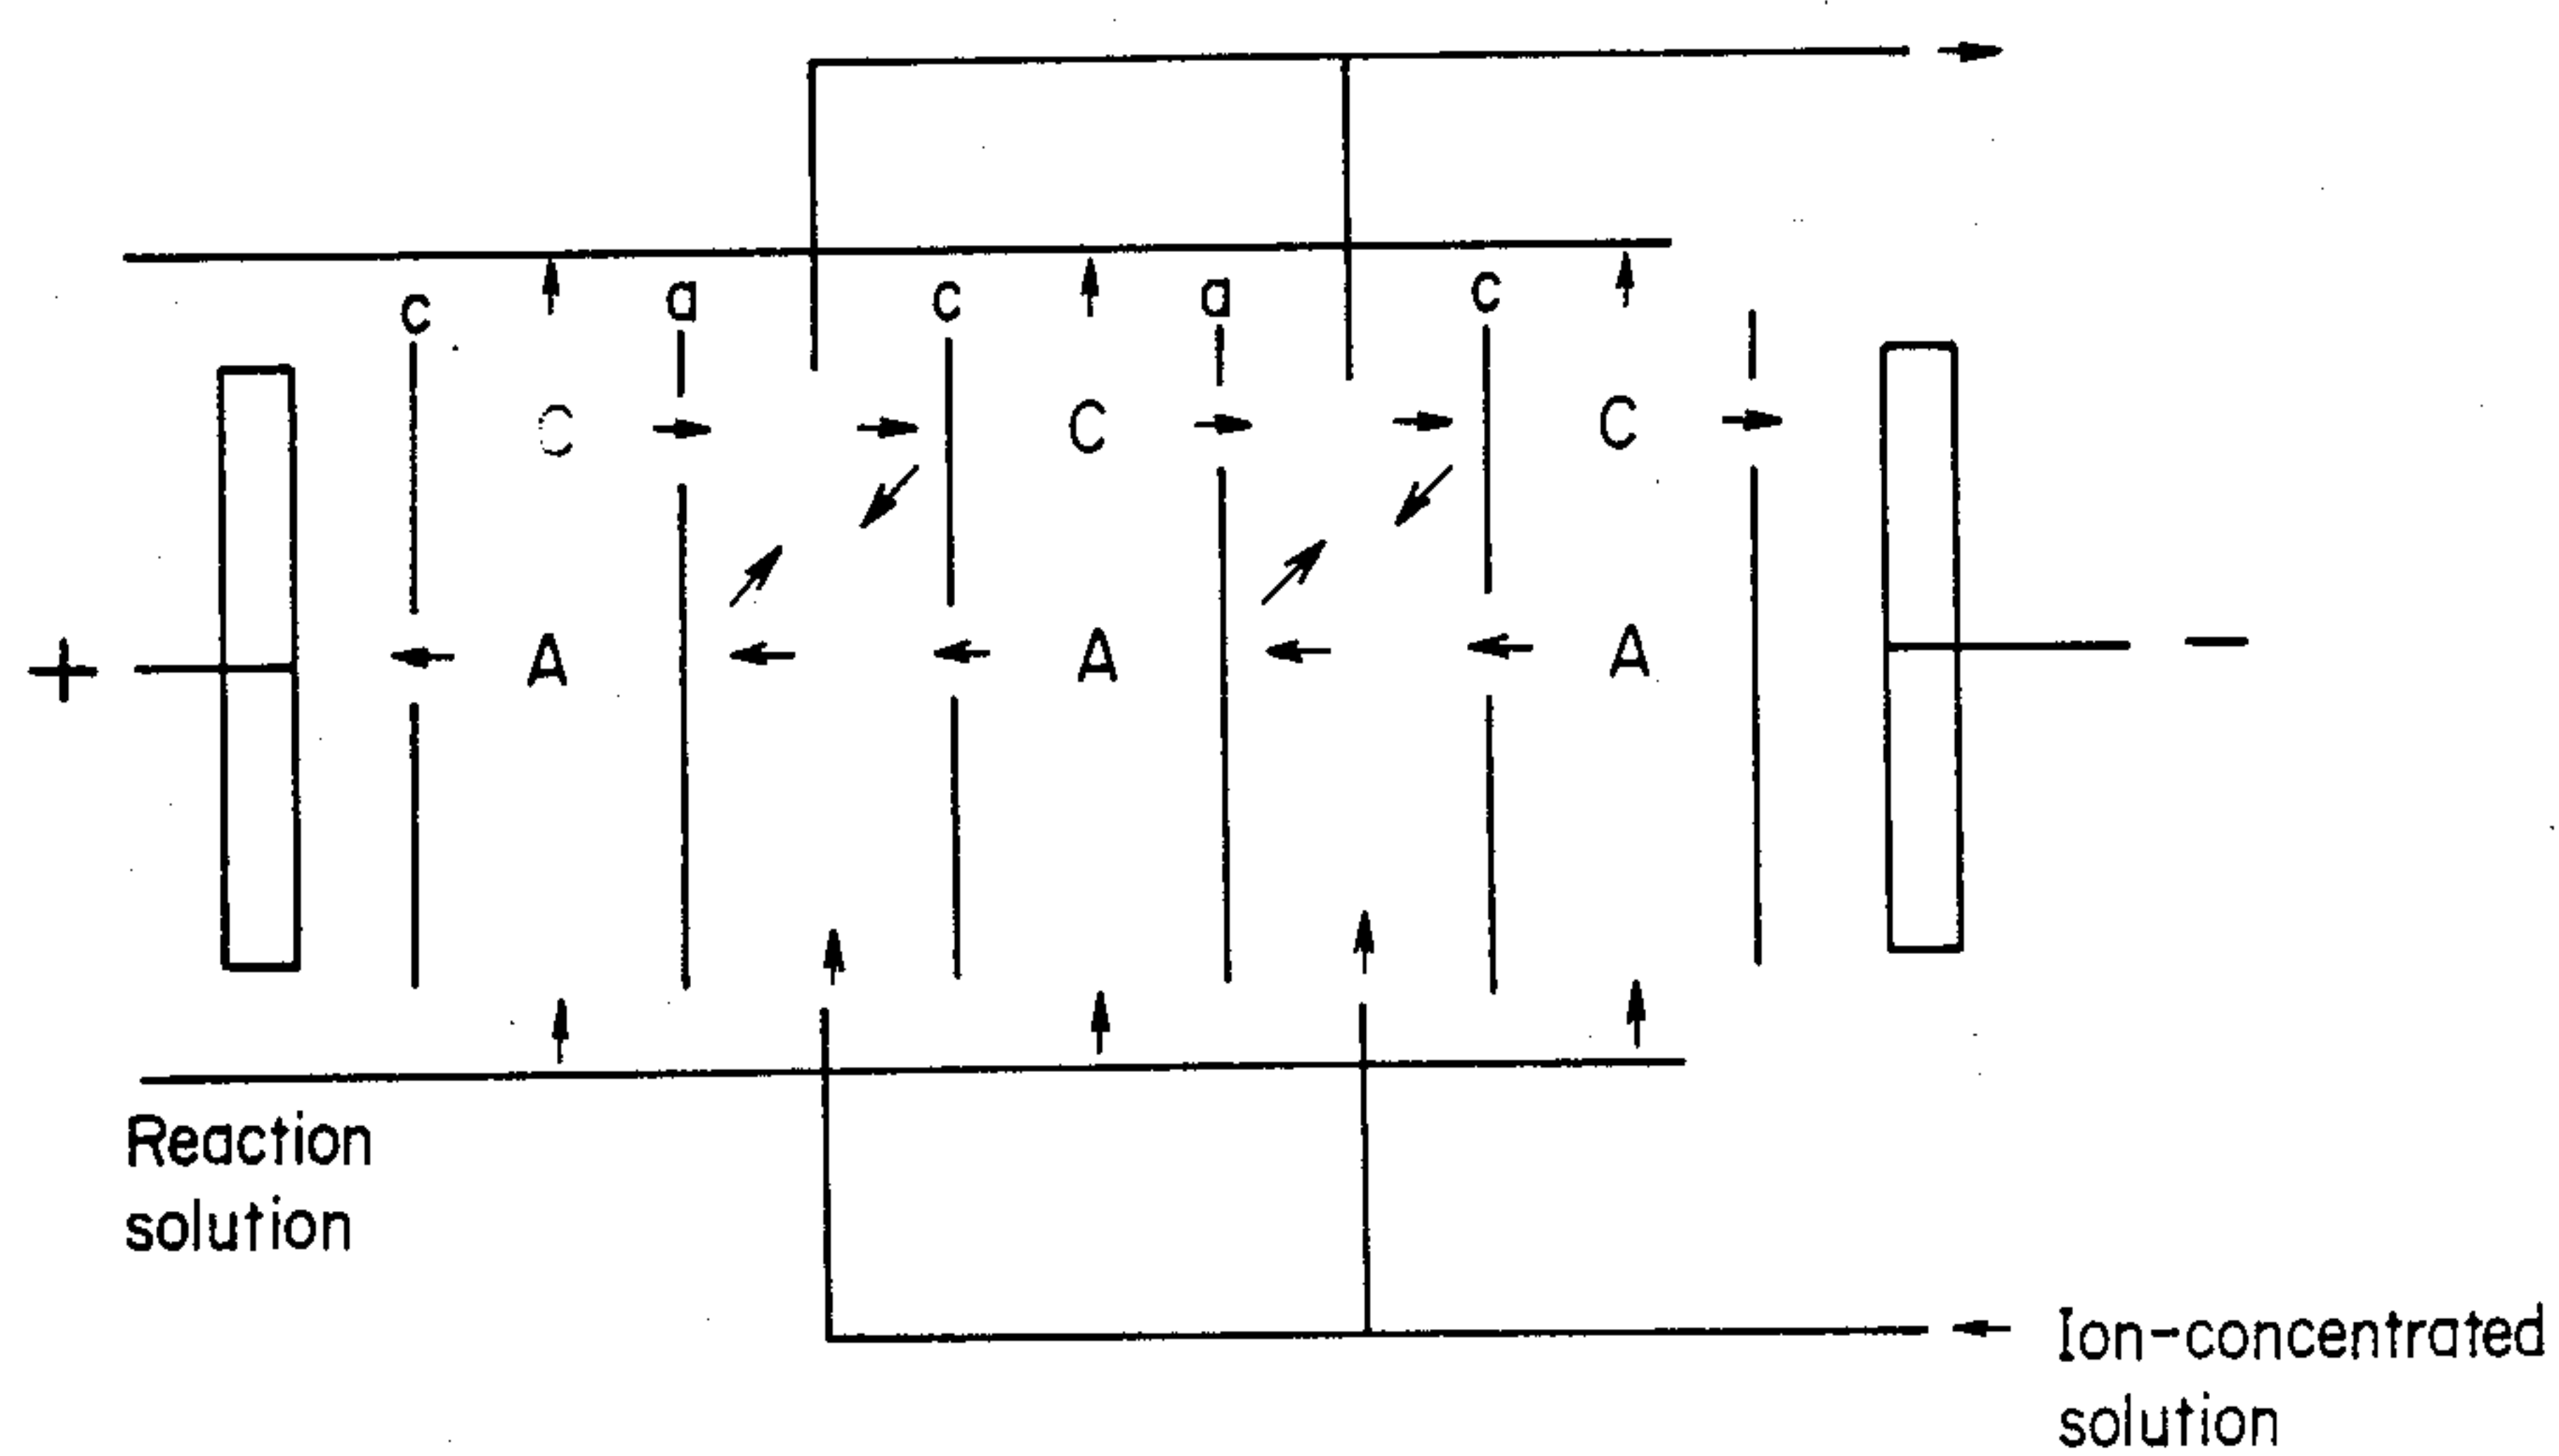 c a c a c
C C C
+ A A A −
Reaction
solution
Ion-concentrated
solution